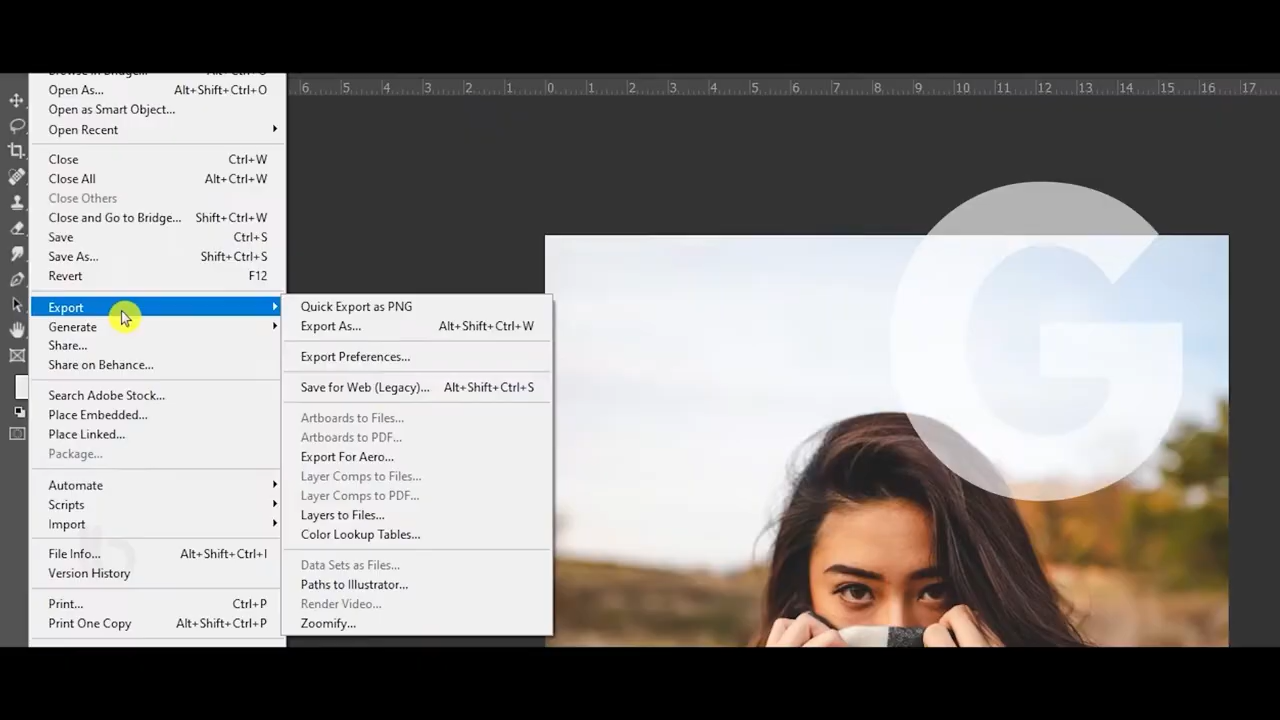 6 5 4 3 2 1 0 1 2 3 4 5 6 7 8 9 10 11 12 13 14 15 16 17
Browse in Bridge... Alt+Ctrl+O
Open As... Alt+Shift+Ctrl+O
Open as Smart Object...
Open Recent
Close Ctrl+W
Close All Alt+Ctrl+W
Close Others
Close and Go to Bridge... Shift+Ctrl+W
Save Ctrl+S
Save As... Shift+Ctrl+S
Revert F12
Export
Generate
Share...
Share on Behance...
Search Adobe Stock...
Place Embedded...
Place Linked...
Package...
Automate
Scripts
Import
File Info... Alt+Shift+Ctrl+I
Version History
Print... Ctrl+P
Print One Copy Alt+Shift+Ctrl+P
Quick Export as PNG
Export As... Alt+Shift+Ctrl+W
Export Preferences...
Save for Web (Legacy)... Alt+Shift+Ctrl+S
Artboards to Files...
Artboards to PDF...
Export For Aero...
Layer Comps to Files...
Layer Comps to PDF...
Layers to Files...
Color Lookup Tables...
Data Sets as Files...
Paths to Illustrator...
Render Video...
Zoomify...
G